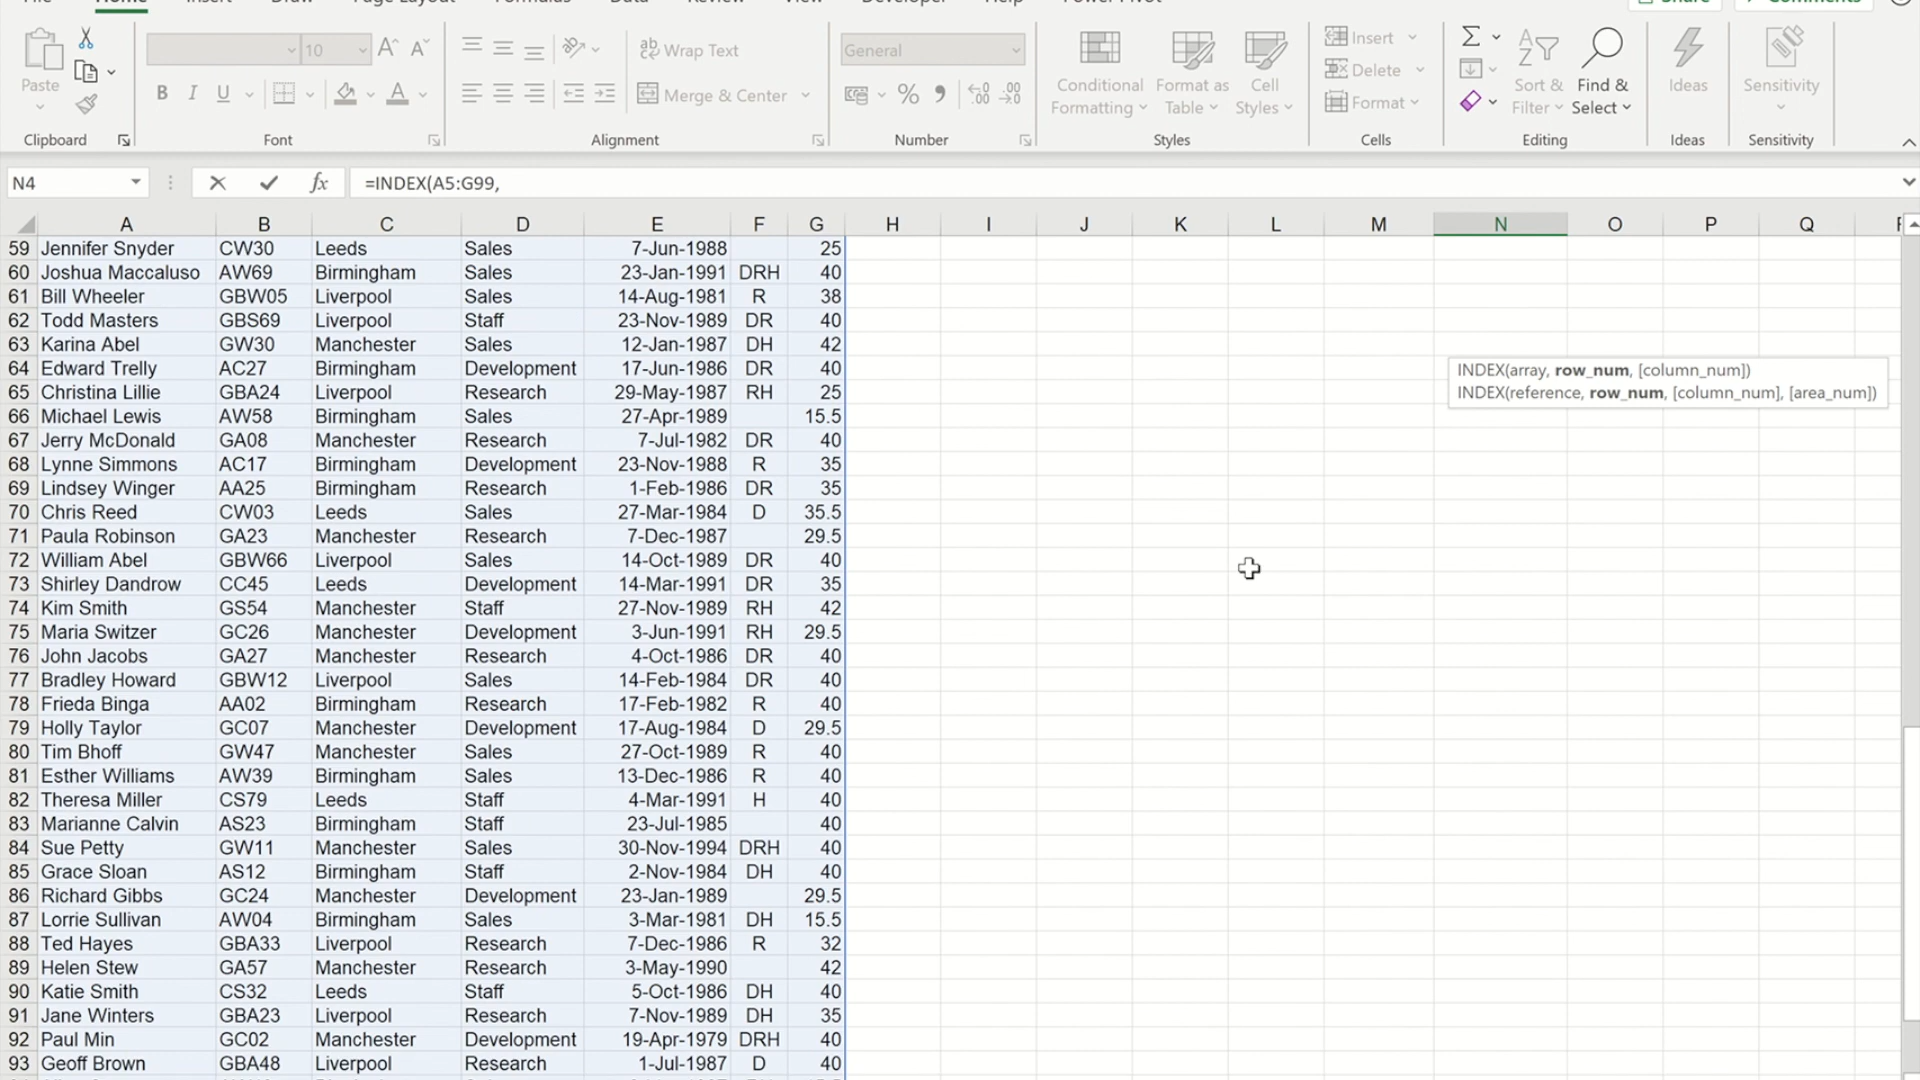 File Home Insert Draw Page Layout Formulas Data Review View Developer Help Power Pivot Share Comments
Paste
10
ab Wrap Text
General
Conditional Formatting
Format as Table
Cell Styles
Insert
Delete
Format
Sort & Filter
Find & Select
Ideas
Sensitivity
B I U
Merge & Center
Clipboard Font Alignment Number Styles Cells Editing Ideas Sensitivity
N4 fx =INDEX(A5:G99,
A B C D E F G H I J K L M N O P Q
59 Jennifer Snyder CW30 Leeds Sales 7-Jun-1988 25
60 Joshua Maccaluso AW69 Birmingham Sales 23-Jan-1991 DRH 40
61 Bill Wheeler GBW05 Liverpool Sales 14-Aug-1981 R 38
62 Todd Masters GBS69 Liverpool Staff 23-Nov-1989 DR 40
63 Karina Abel GW30 Manchester Sales 12-Jan-1987 DH 42
64 Edward Trelly AC27 Birmingham Development 17-Jun-1986 DR 40
INDEX(array, row_num, [column_num])
INDEX(reference, row_num, [column_num], [area_num])
65 Christina Lillie GBA24 Liverpool Research 29-May-1987 RH 25
66 Michael Lewis AW58 Birmingham Sales 27-Apr-1989 15.5
67 Jerry McDonald GA08 Manchester Research 7-Jul-1982 DR 40
68 Lynne Simmons AC17 Birmingham Development 23-Nov-1988 R 35
69 Lindsey Winger AA25 Birmingham Research 1-Feb-1986 DR 35
70 Chris Reed CW03 Leeds Sales 27-Mar-1984 D 35.5
71 Paula Robinson GA23 Manchester Research 7-Dec-1987 29.5
72 William Abel GBW66 Liverpool Sales 14-Oct-1989 DR 40
73 Shirley Dandrow CC45 Leeds Development 14-Mar-1991 DR 35
74 Kim Smith GS54 Manchester Staff 27-Nov-1989 RH 42
75 Maria Switzer GC26 Manchester Development 3-Jun-1991 RH 29.5
76 John Jacobs GA27 Manchester Research 4-Oct-1986 DR 40
77 Bradley Howard GBW12 Liverpool Sales 14-Feb-1984 DR 40
78 Frieda Binga AA02 Birmingham Research 17-Feb-1982 R 40
79 Holly Taylor GC07 Manchester Development 17-Aug-1984 D 29.5
80 Tim Bhoff GW47 Manchester Sales 27-Oct-1989 R 40
81 Esther Williams AW39 Birmingham Sales 13-Dec-1986 R 40
82 Theresa Miller CS79 Leeds Staff 4-Mar-1991 H 40
83 Marianne Calvin AS23 Birmingham Staff 23-Jul-1985 40
84 Sue Petty GW11 Manchester Sales 30-Nov-1994 DRH 40
85 Grace Sloan AS12 Birmingham Staff 2-Nov-1984 DH 40
86 Richard Gibbs GC24 Manchester Development 23-Jan-1989 29.5
87 Lorrie Sullivan AW04 Birmingham Sales 3-Mar-1981 DH 15.5
88 Ted Hayes GBA33 Liverpool Research 7-Dec-1986 R 32
89 Helen Stew GA57 Manchester Research 3-May-1990 42
90 Katie Smith CS32 Leeds Staff 5-Oct-1986 DH 40
91 Jane Winters GBA23 Liverpool Research 7-Nov-1989 DH 35
92 Paul Min GC02 Manchester Development 19-Apr-1979 DRH 40
93 Geoff Brown GBA48 Liverpool Research 1-Jul-1987 D 40